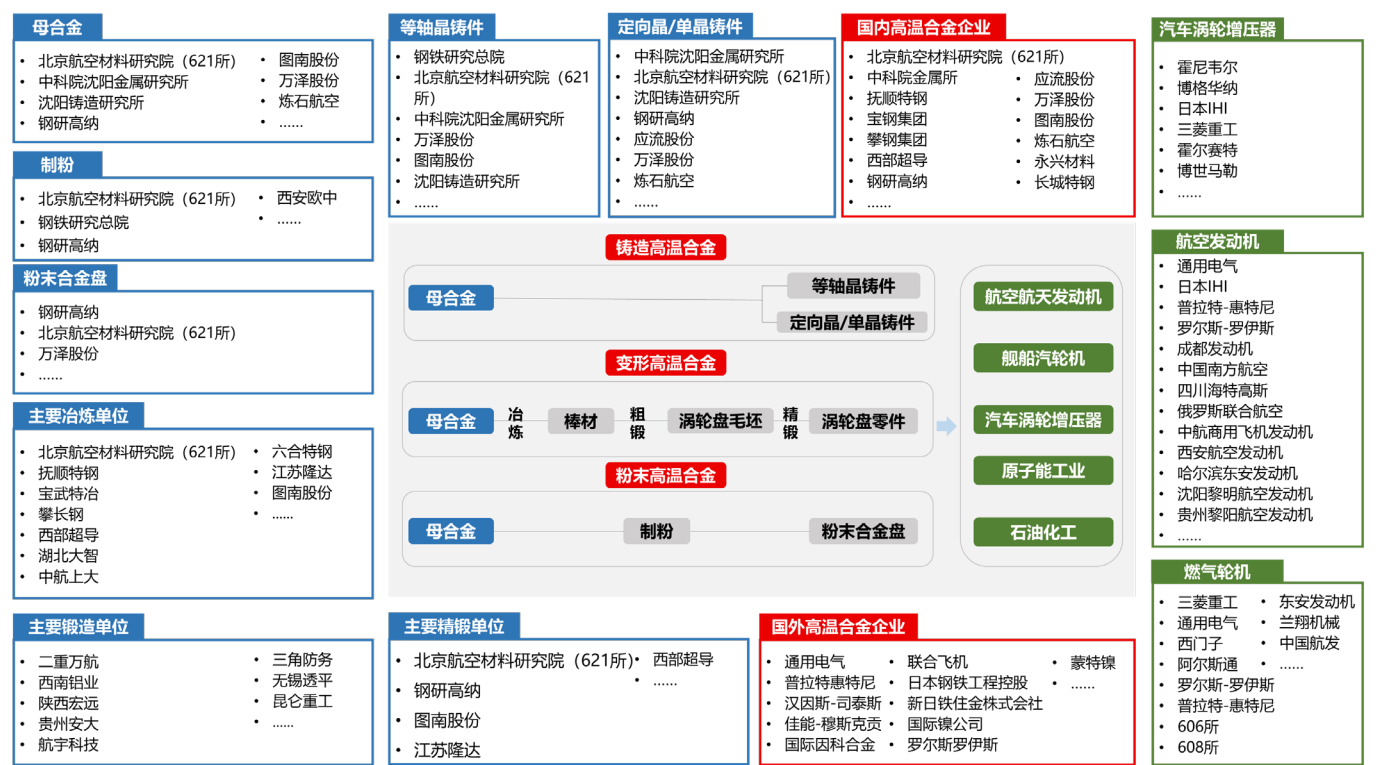 母合金
北京航空材料研究院（621所）
中科院沈阳金属研究所
沈阳铸造研究所
钢研高纳
图南股份
万泽股份
炼石航空
……
制粉
北京航空材料研究院（621所）
钢铁研究总院
钢研高纳
西安欧中
……
粉末合金盘
钢研高纳
北京航空材料研究院（621所）
万泽股份
……
主要冶炼单位
北京航空材料研究院（621所）
抚顺特钢
宝武特冶
攀长钢
西部超导
湖北大智
中航上大
六合特钢
江苏隆达
图南股份
……
主要锻造单位
二重万航
西南铝业
陕西宏远
贵州安大
航宇科技
三角防务
无锡透平
昆仑重工
……
等轴晶铸件
钢铁研究总院
北京航空材料研究院（621
所）
中科院沈阳金属研究所
万泽股份
图南股份
沈阳铸造研究所
……
定向晶/单晶铸件
中科院沈阳金属研究所
北京航空材料研究院（621所）
沈阳铸造研究所
钢研高纳
应流股份
万泽股份
炼石航空
……
国内高温合金企业
北京航空材料研究院（621所）
中科院金属所
抚顺特钢
宝钢集团
攀钢集团
西部超导
钢研高纳
……
应流股份
万泽股份
图南股份
炼石航空
永兴材料
长城特钢
铸造高温合金
母合金
等轴晶铸件
定向晶/单晶铸件
变形高温合金
母合金
冶炼
棒材
粗锻
涡轮盘毛坯
精锻
涡轮盘零件
粉末高温合金
母合金
制粉
粉末合金盘
航空航天发动机
舰船汽轮机
汽车涡轮增压器
原子能工业
石油化工
主要精锻单位
北京航空材料研究院（621所）
钢研高纳
图南股份
江苏隆达
西部超导
……
国外高温合金企业
通用电气
普拉特惠特尼
汉因斯-司泰斯
佳能-穆斯克贡
国际因科合金
联合飞机
日本钢铁工程控股
新日铁住金株式会社
国际镍公司
罗尔斯罗伊斯
蒙特镍
……
汽车涡轮增压器
霍尼韦尔
博格华纳
日本IHI
三菱重工
霍尔赛特
博世马勒
……
航空发动机
通用电气
日本IHI
普拉特-惠特尼
罗尔斯-罗伊斯
成都发动机
中国南方航空
四川海特高斯
俄罗斯联合航空
中航商用飞机发动机
西安航空发动机
哈尔滨东安发动机
沈阳黎明航空发动机
贵州黎阳航空发动机
……
燃气轮机
三菱重工
通用电气
西门子
阿尔斯通
罗尔斯-罗伊斯
普拉特-惠特尼
606所
608所
东安发动机
兰翔机械
中国航发
……